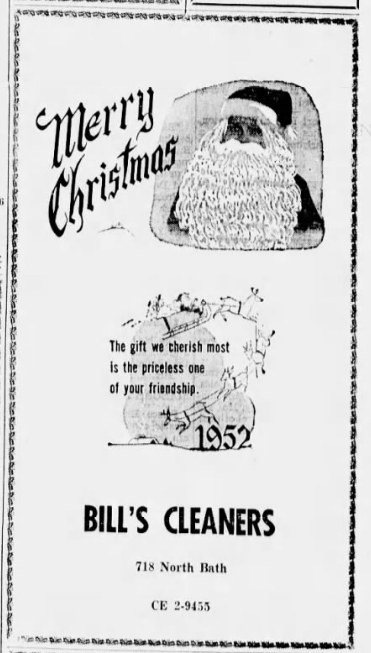 Merry
Christmas
The gift we cherish most
is the priceless one
of your friendship.
1952
BILL'S CLEANERS
718 North Bath
CE 2-9455